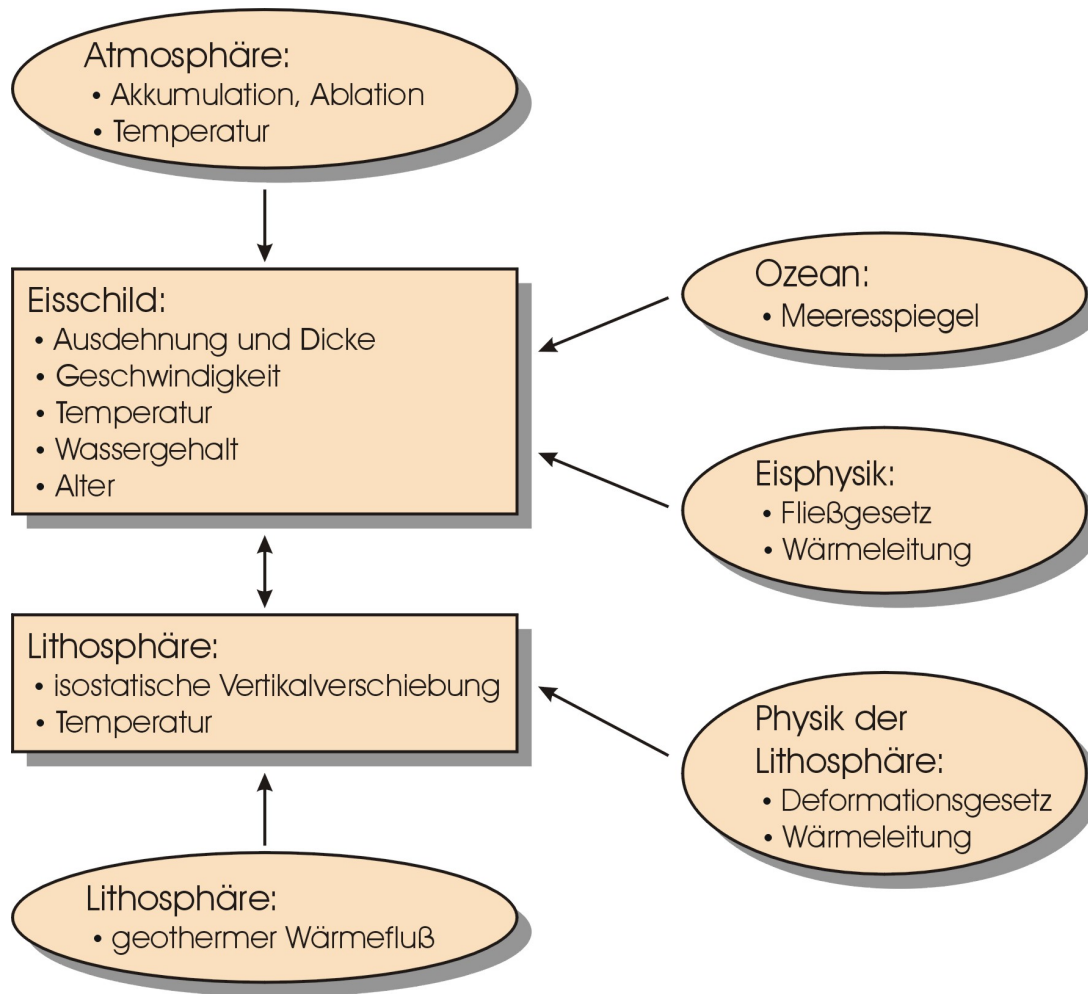 Atmosphäre:
• Akkumulation, Ablation
• Temperatur
Eisschild:
• Ausdehnung und Dicke
• Geschwindigkeit
• Temperatur
• Wassergehalt
• Alter
Ozean:
• Meeresspiegel
Eisphysik:
• Fließgesetz
• Wärmeleitung
Lithosphäre:
• isostatische Vertikalverschiebung
• Temperatur
Physik der
Lithosphäre:
• Deformationsgesetz
• Wärmeleitung
Lithosphäre:
• geothermer Wärmefluß